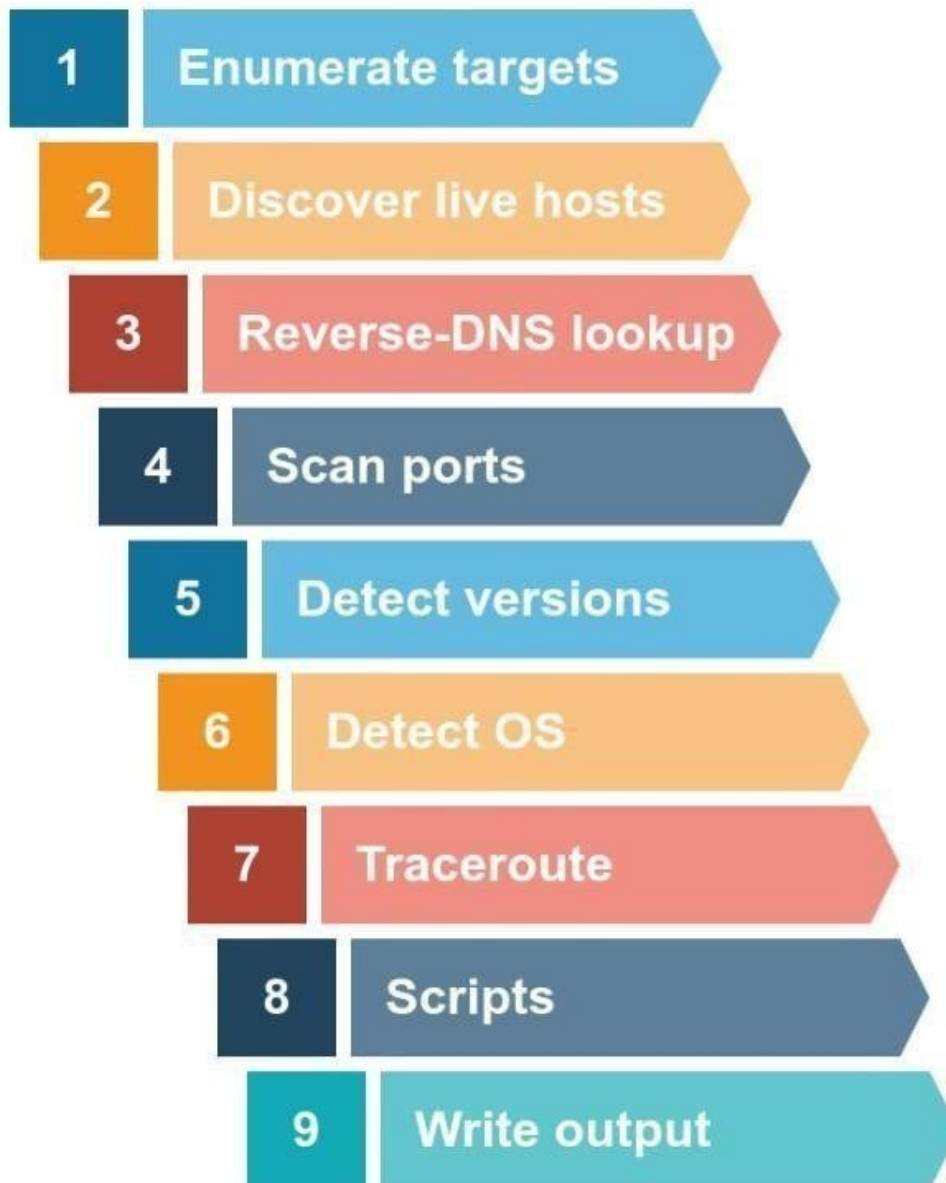 1 Enumerate targets
2 Discover live hosts
3 Reverse-DNS lookup
4 Scan ports
5 Detect versions
6 Detect OS
7 Traceroute
8 Scripts
9 Write output